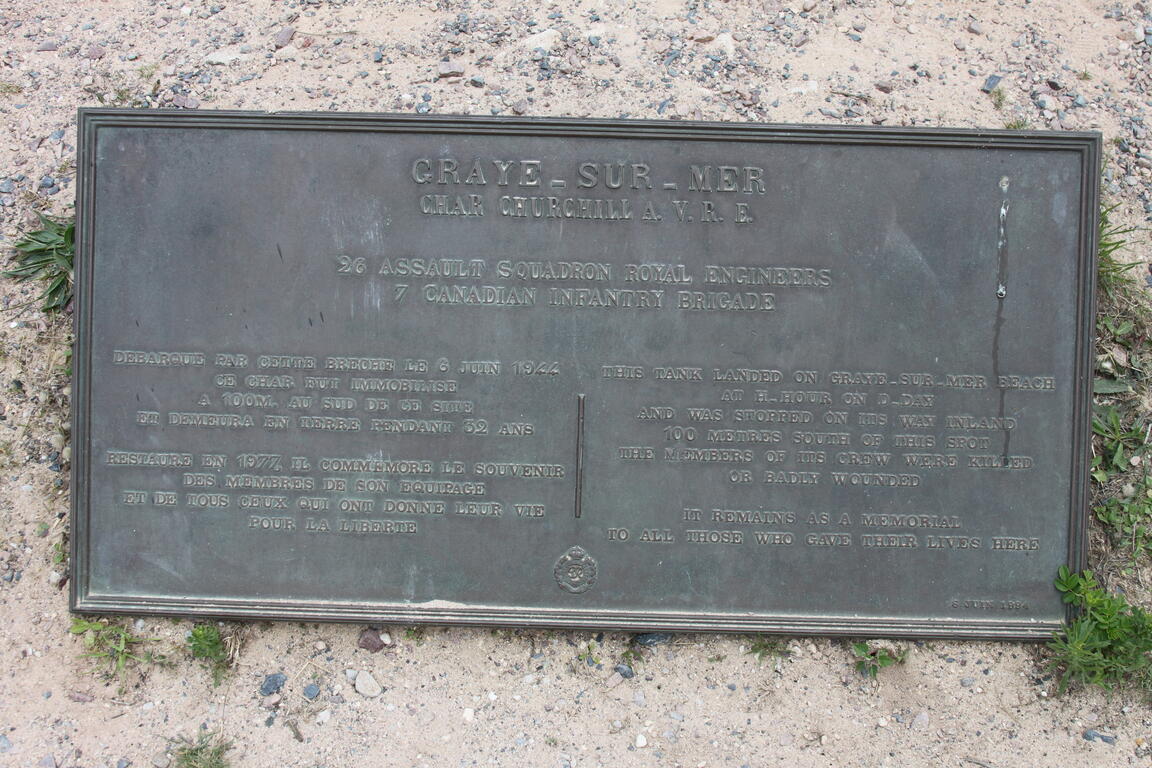 GRAYE-SUR-MER
CHAR CHURCHILL A.V.R.E.
26 ASSAULT SQUADRON ROYAL ENGINEERS
7 CANADIAN INFANTRY BRIGADE
DEBARQUE PAR CETTE BRECHE LE 6 JUIN 1944
CE CHAR FUT IMMOBILISE
A 100M. AU SUD DE CE SITE
ET DEMEURA EN TERRE PENDANT 32 ANS
RESTAURE EN 1977, IL COMMEMORE LE SOUVENIR
DES MEMBRES DE SON EQUIPAGE
ET DE TOUS CEUX QUI ONT DONNE LEUR VIE
POUR LA LIBERTE
THIS TANK LANDED ON GRAYE-SUR-MER BEACH
AT H-HOUR ON D-DAY
AND WAS STOPPED ON ITS WAY INLAND
100 METRES SOUTH OF THIS SPOT
THE MEMBERS OF ITS CREW WERE KILLED
OR BADLY WOUNDED
IT REMAINS AS A MEMORIAL
TO ALL THOSE WHO GAVE THEIR LIVES HERE
JUIN